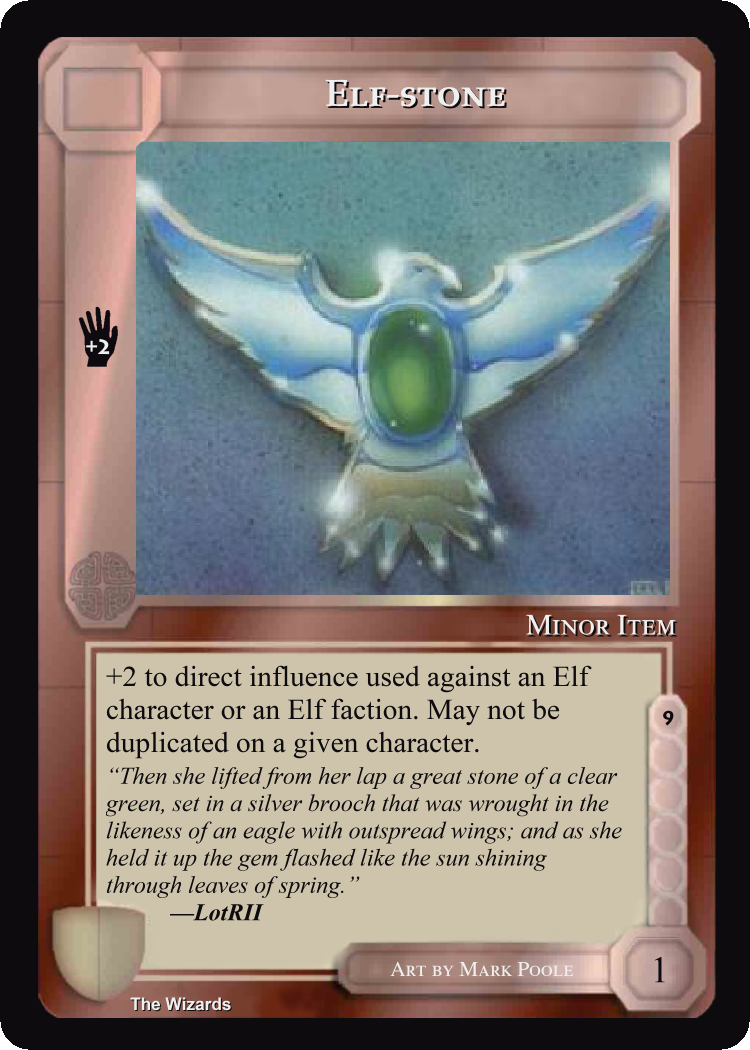 Elf-stone
+2
Minor Item
+2 to direct influence used against an Elf
character or an Elf faction. May not be
duplicated on a given character.
“Then she lifted from her lap a great stone of a clear
green, set in a silver brooch that was wrought in the
likeness of an eagle with outspread wings; and as she
held it up the gem flashed like the sun shining
through leaves of spring.”
—LotRII
9
Art by Mark Poole
1
The Wizards